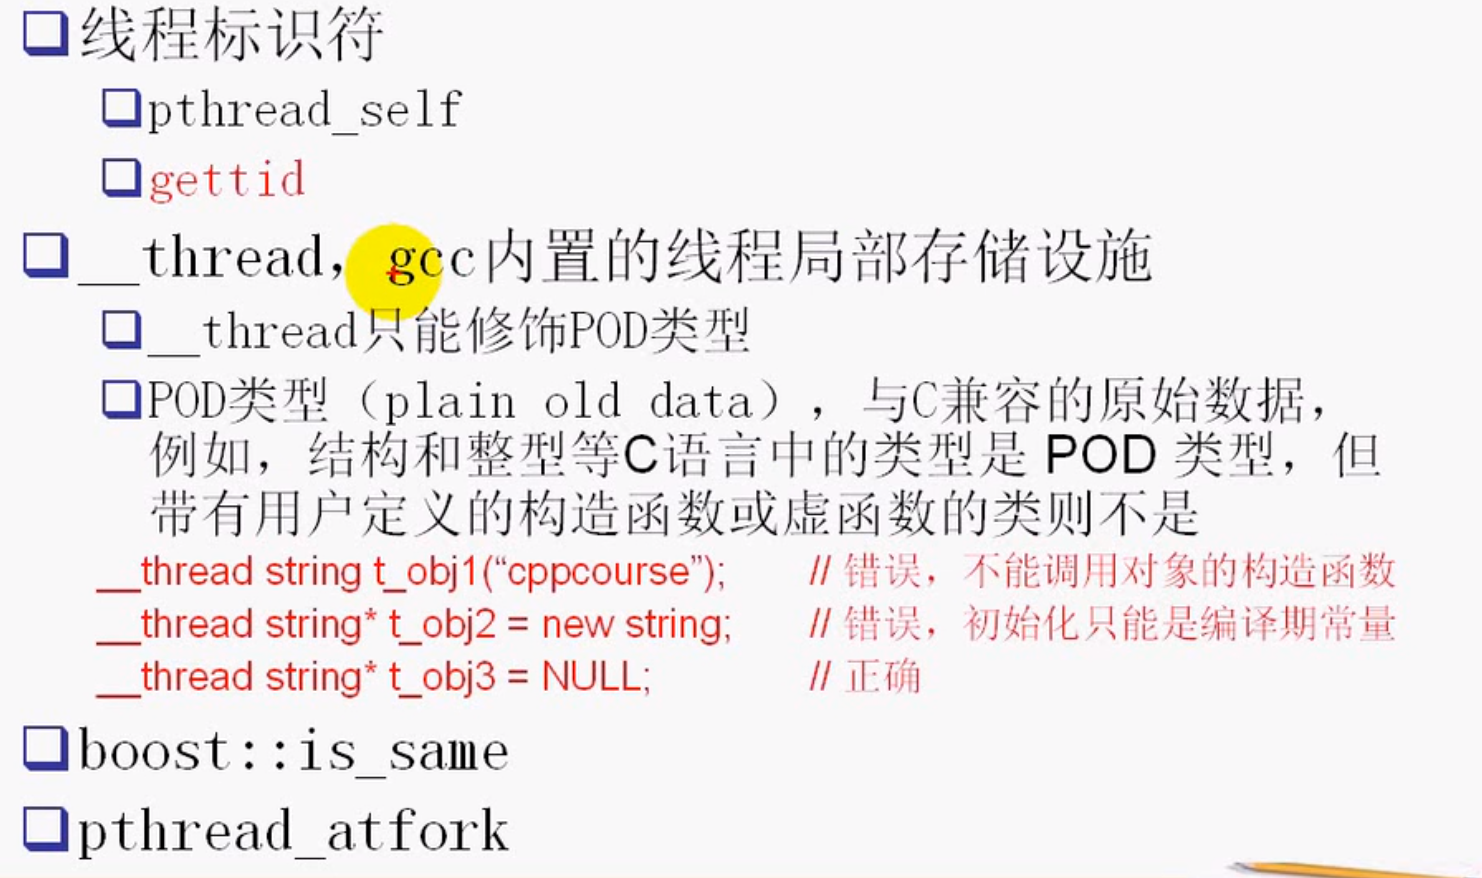 线程标识符
pthread_self
gettid
__thread，gcc内置的线程局部存储设施
__thread只能修饰POD类型
POD类型（plain old data），与C兼容的原始数据，
例如，结构和整型等C语言中的类型是 POD 类型，但
带有用户定义的构造函数或虚函数的类则不是
__thread string t_obj1(“cppcourse”); // 错误，不能调用对象的构造函数
__thread string* t_obj2 = new string; // 错误，初始化只能是编译期常量
__thread string* t_obj3 = NULL; // 正确
boost::is_same
pthread_atfork